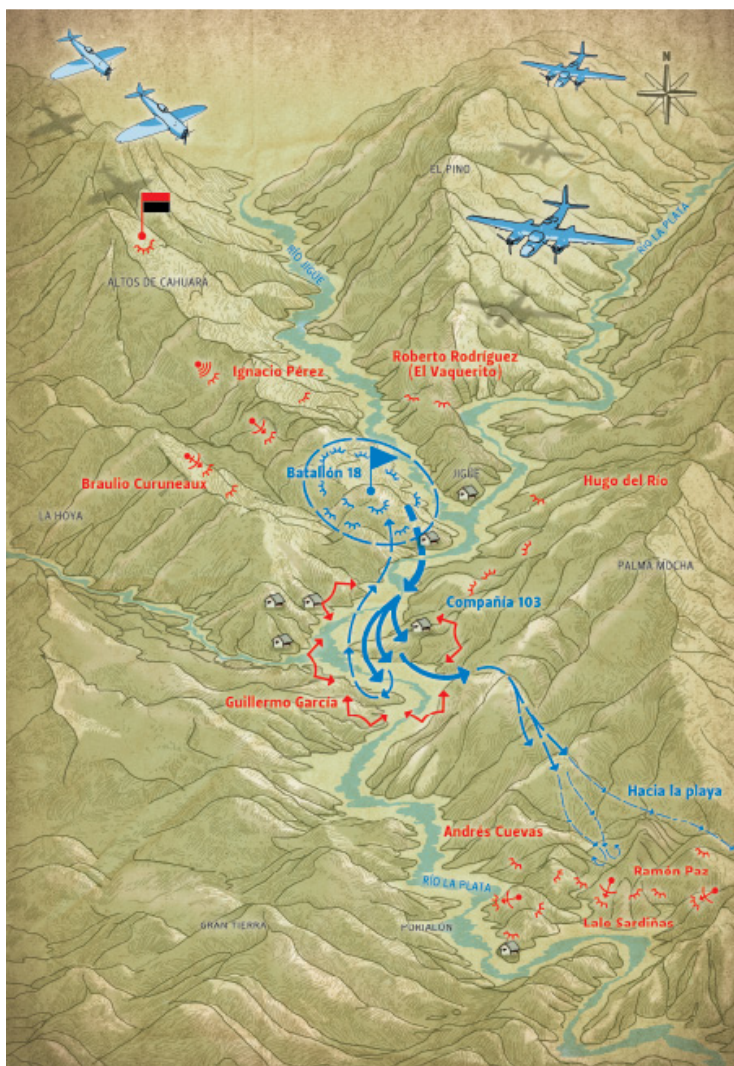 N
EL PINO
RÍO LA PLATA
RÍO JIGÜE
ALTOS DE CAHUARA
Roberto Rodríguez
(El Vaquerito)
Ignacio Pérez
Batallón 18
JIGÜE
Braulio Curuneaux
Hugo del Río
LA HOYA
PALMA MOCHA
Compañía 103
Guillermo García
Hacia la playa
Andrés Cuevas
Ramón Paz
RÍO LA PLATA
Lalo Sardiñas
GRAN TIERRA
PURIALÓN